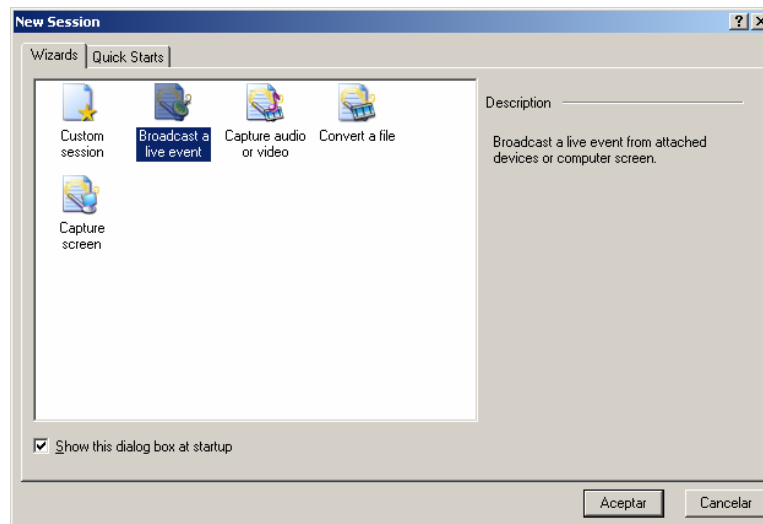 New Session
Wizards
Quick Starts
Custom
session
Broadcast a
live event
Capture audio
or video
Convert a file
Capture
screen
Description
Broadcast a live event from attached
devices or computer screen.
Show this dialog box at startup
Aceptar
Cancelar